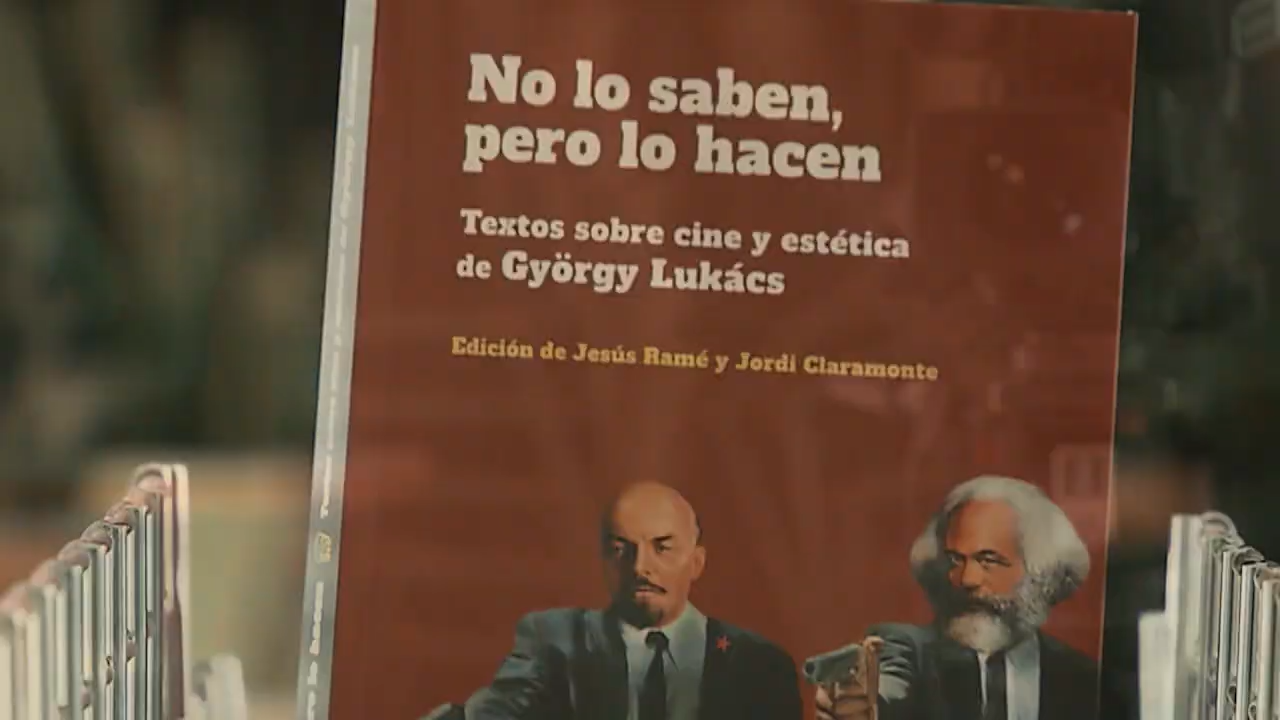 No lo saben,
pero lo hacen
Textos sobre cine y estética
de György Lukács
Edición de Jesús Ramé y Jordi Claramonte